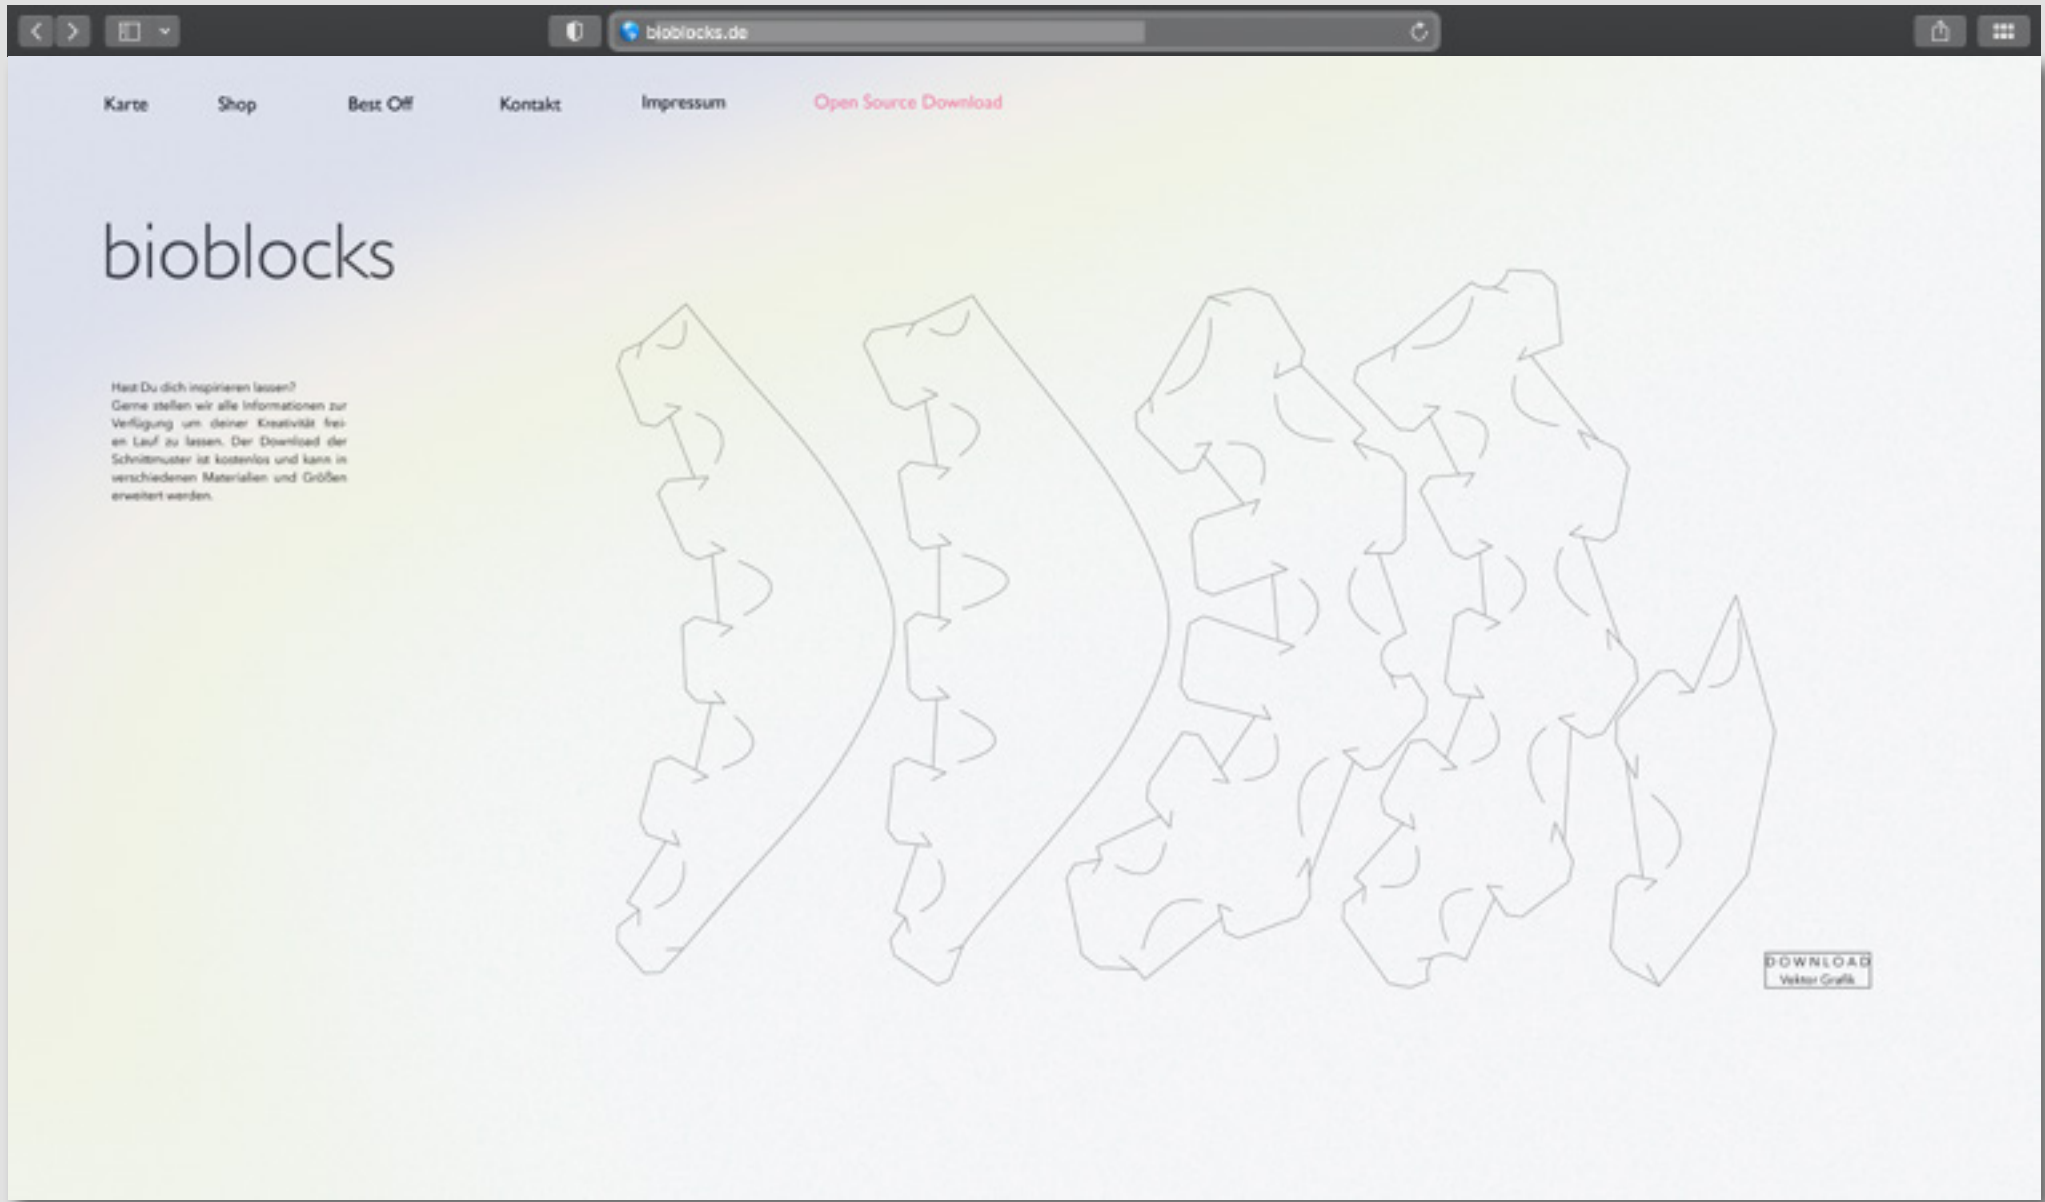 bioblocks.de
Karte Shop Best Off Kontakt Impressum Open Source Download
bioblocks
Hast Du dich inspirieren lassen?
Gerne stellen wir alle Informationen zur
Verfügung um deiner Kreativität frei-
en Lauf zu lassen. Der Download der
Schnittmuster ist kostenlos und kann in
verschiedenen Materialien und Größen
erweitert werden.
DOWNLOAD
Vektor Grafik